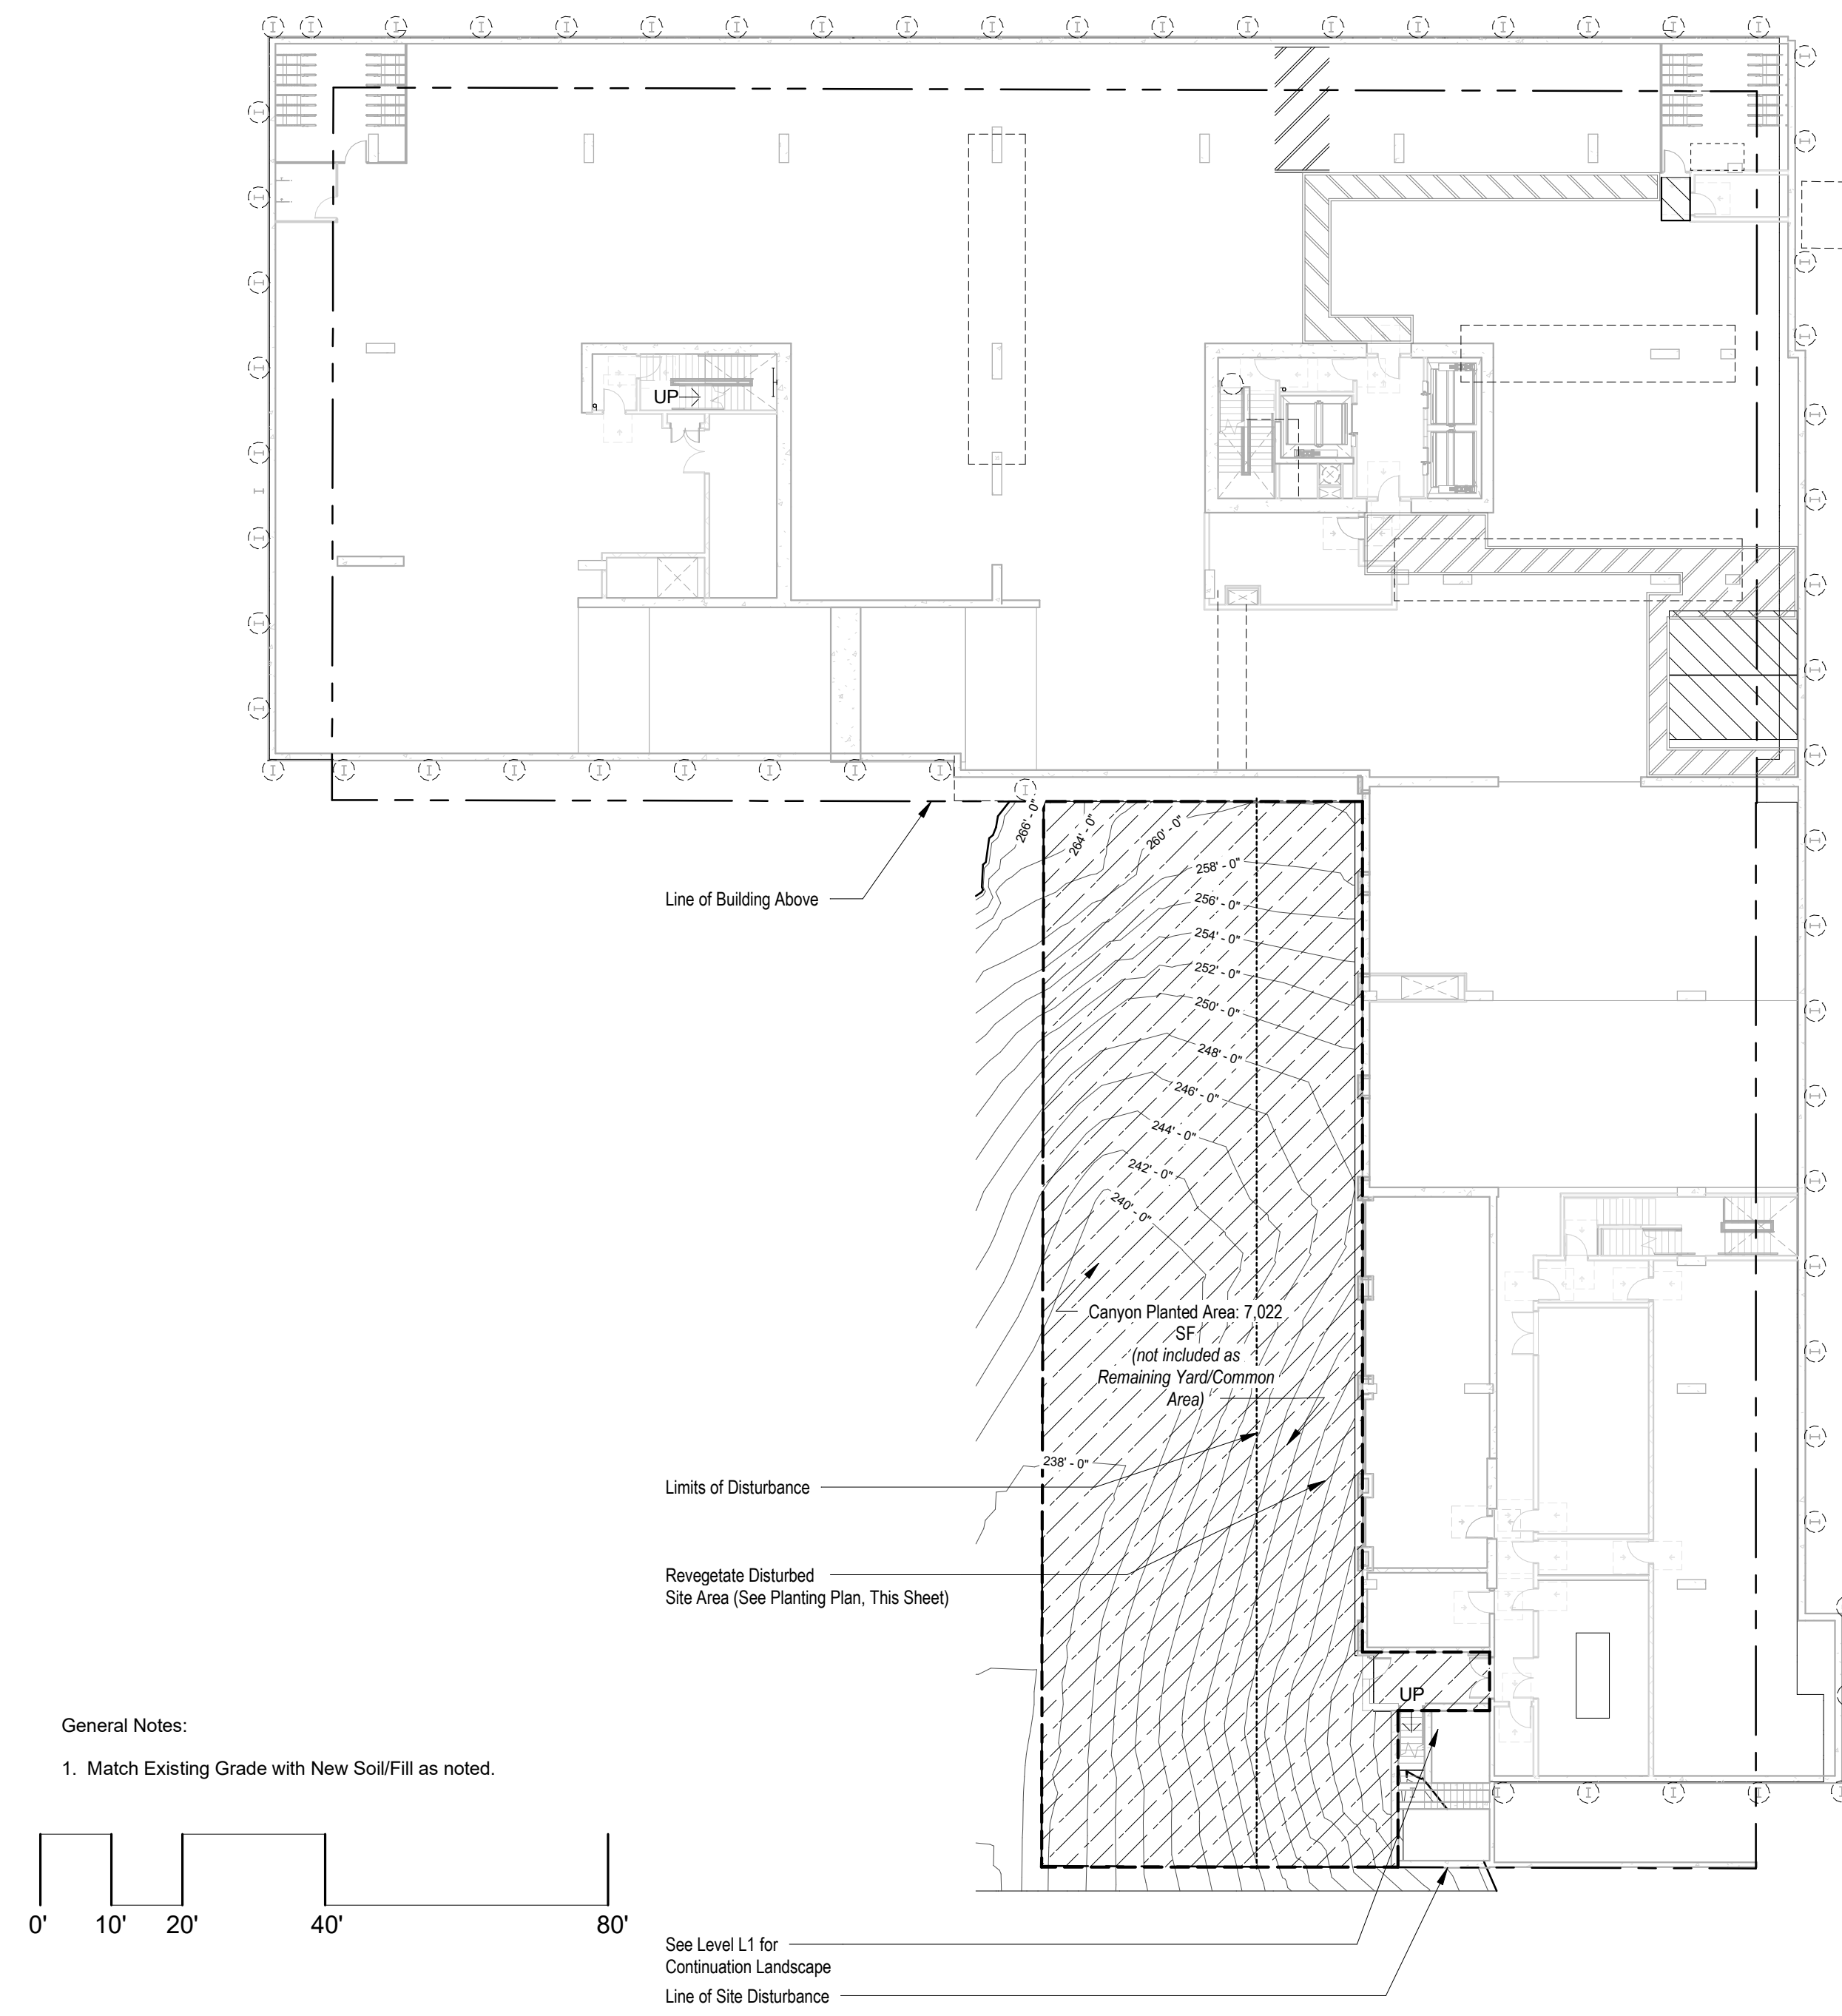 UP
266' - 0"
264' - 0"
260' - 0"
258' - 0"
Line of Building Above
256' - 0"
254' - 0"
252' - 0"
250' - 0"
248' - 0"
246' - 0"
244' - 0"
242' - 0"
240' - 0"
Canyon Planted Area: 7,022
SF
(not included as
Remaining Yard/Common
Area)
238' - 0"
Limits of Disturbance
Revegetate Disturbed
Site Area (See Planting Plan, This Sheet)
UP
General Notes:
1. Match Existing Grade with New Soil/Fill as noted.
0' 10' 20' 40' 80'
See Level L1 for
Continuation Landscape
Line of Site Disturbance